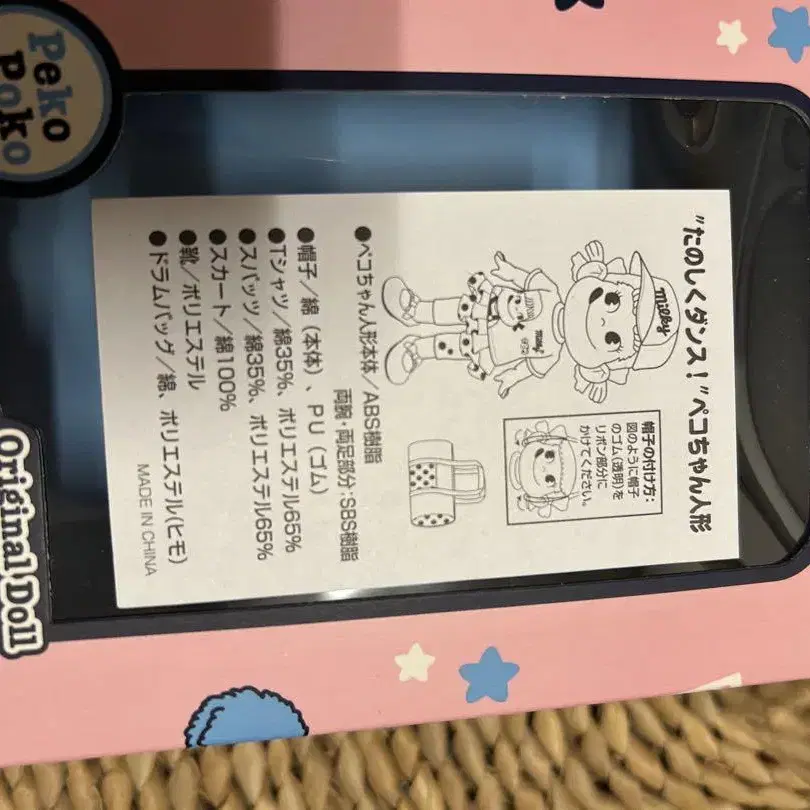 Peko
Poko
"たのしくダンス!"ペコちゃん人形
milky
帽子の付け方:
図のように帽子
のゴム(透明)を
リボン部分に
かけてください。
●ペコちゃん人形本体/ABS樹脂
両腕・両足部分:SBS樹脂
●帽子/綿(本体)、PU(ゴム)
●Tシャツ/綿35%、ポリエステル65%
●スパッツ/綿35%、ポリエステル65%
●スカート/綿100%
●靴/ポリエステル
●ドラムバッグ/綿、ポリエステル(ヒモ)
MADE IN CHINA
Original Doll